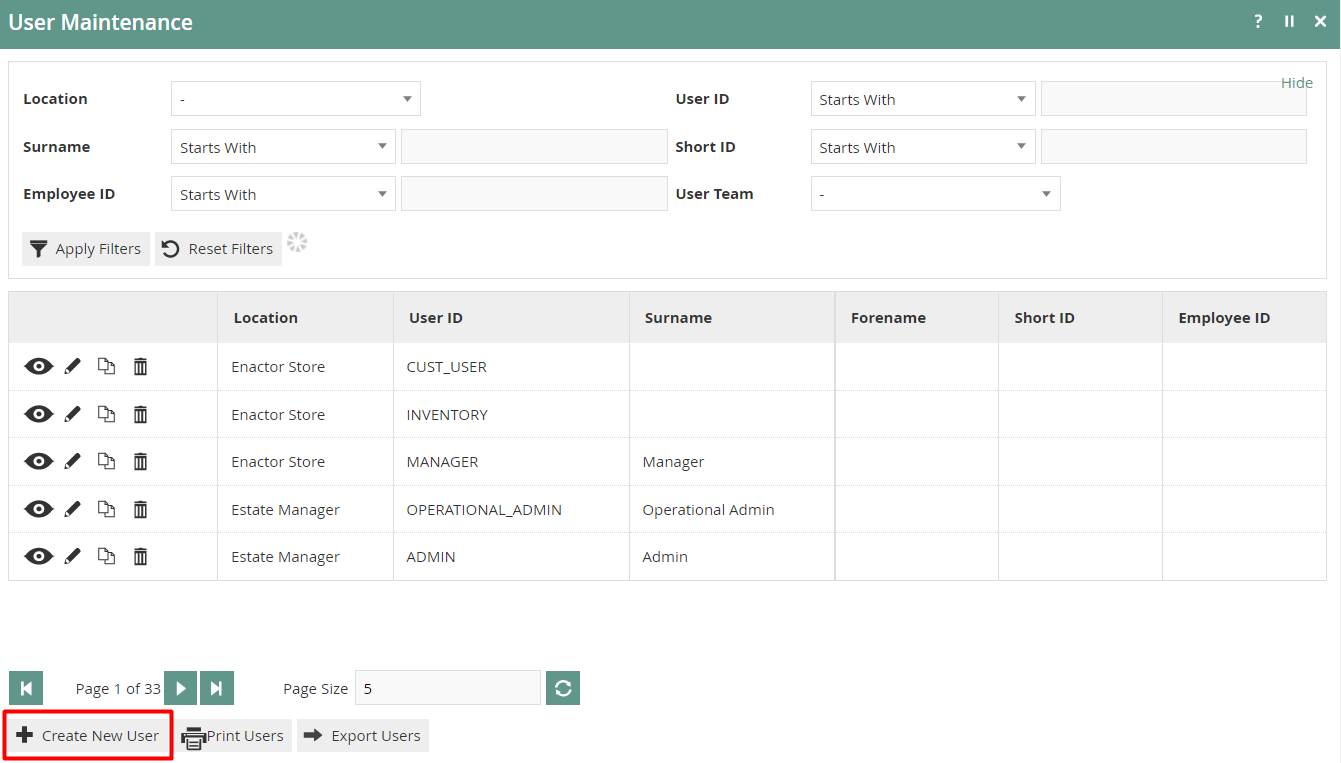 User Maintenance ?
Hide
Location - User ID Starts With
Surname Starts With Short ID Starts With
Employee ID Starts With User Team -
Apply Filters Reset Filters
Location User ID Surname Forename Short ID Employee ID
Enactor Store CUST_USER
Enactor Store INVENTORY
Enactor Store MANAGER Manager
Estate Manager OPERATIONAL_ADMIN Operational Admin
Estate Manager ADMIN Admin
Page 1 of 33 Page Size 5
Create New User Print Users Export Users